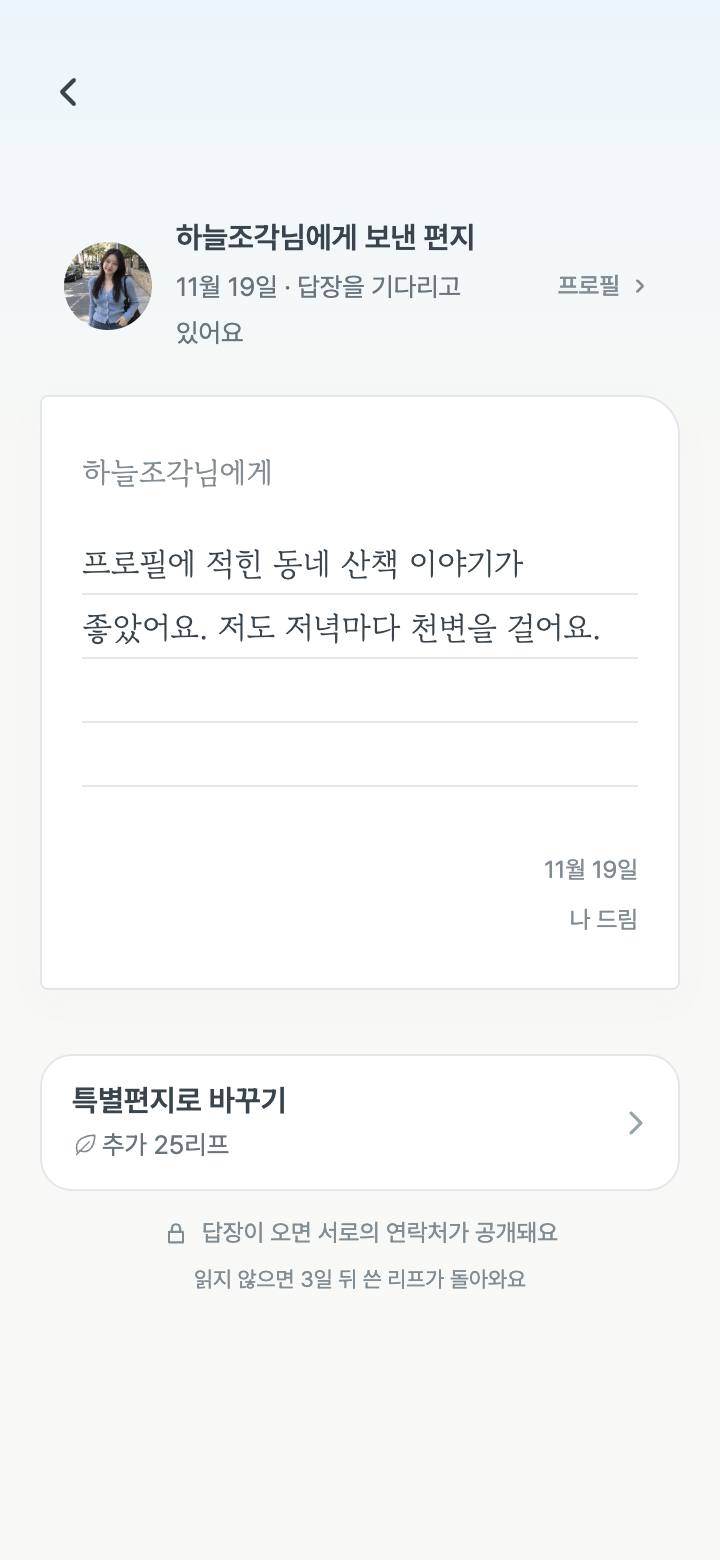 하늘조각님에게 보낸 편지
11월 19일 · 답장을 기다리고
있어요
프로필
하늘조각님에게
프로필에 적힌 동네 산책 이야기가
좋았어요. 저도 저녁마다 천변을 걸어요.
11월 19일
나 드림
특별편지로 바꾸기
추가 25리프
답장이 오면 서로의 연락처가 공개돼요
읽지 않으면 3일 뒤 쓴 리프가 돌아와요